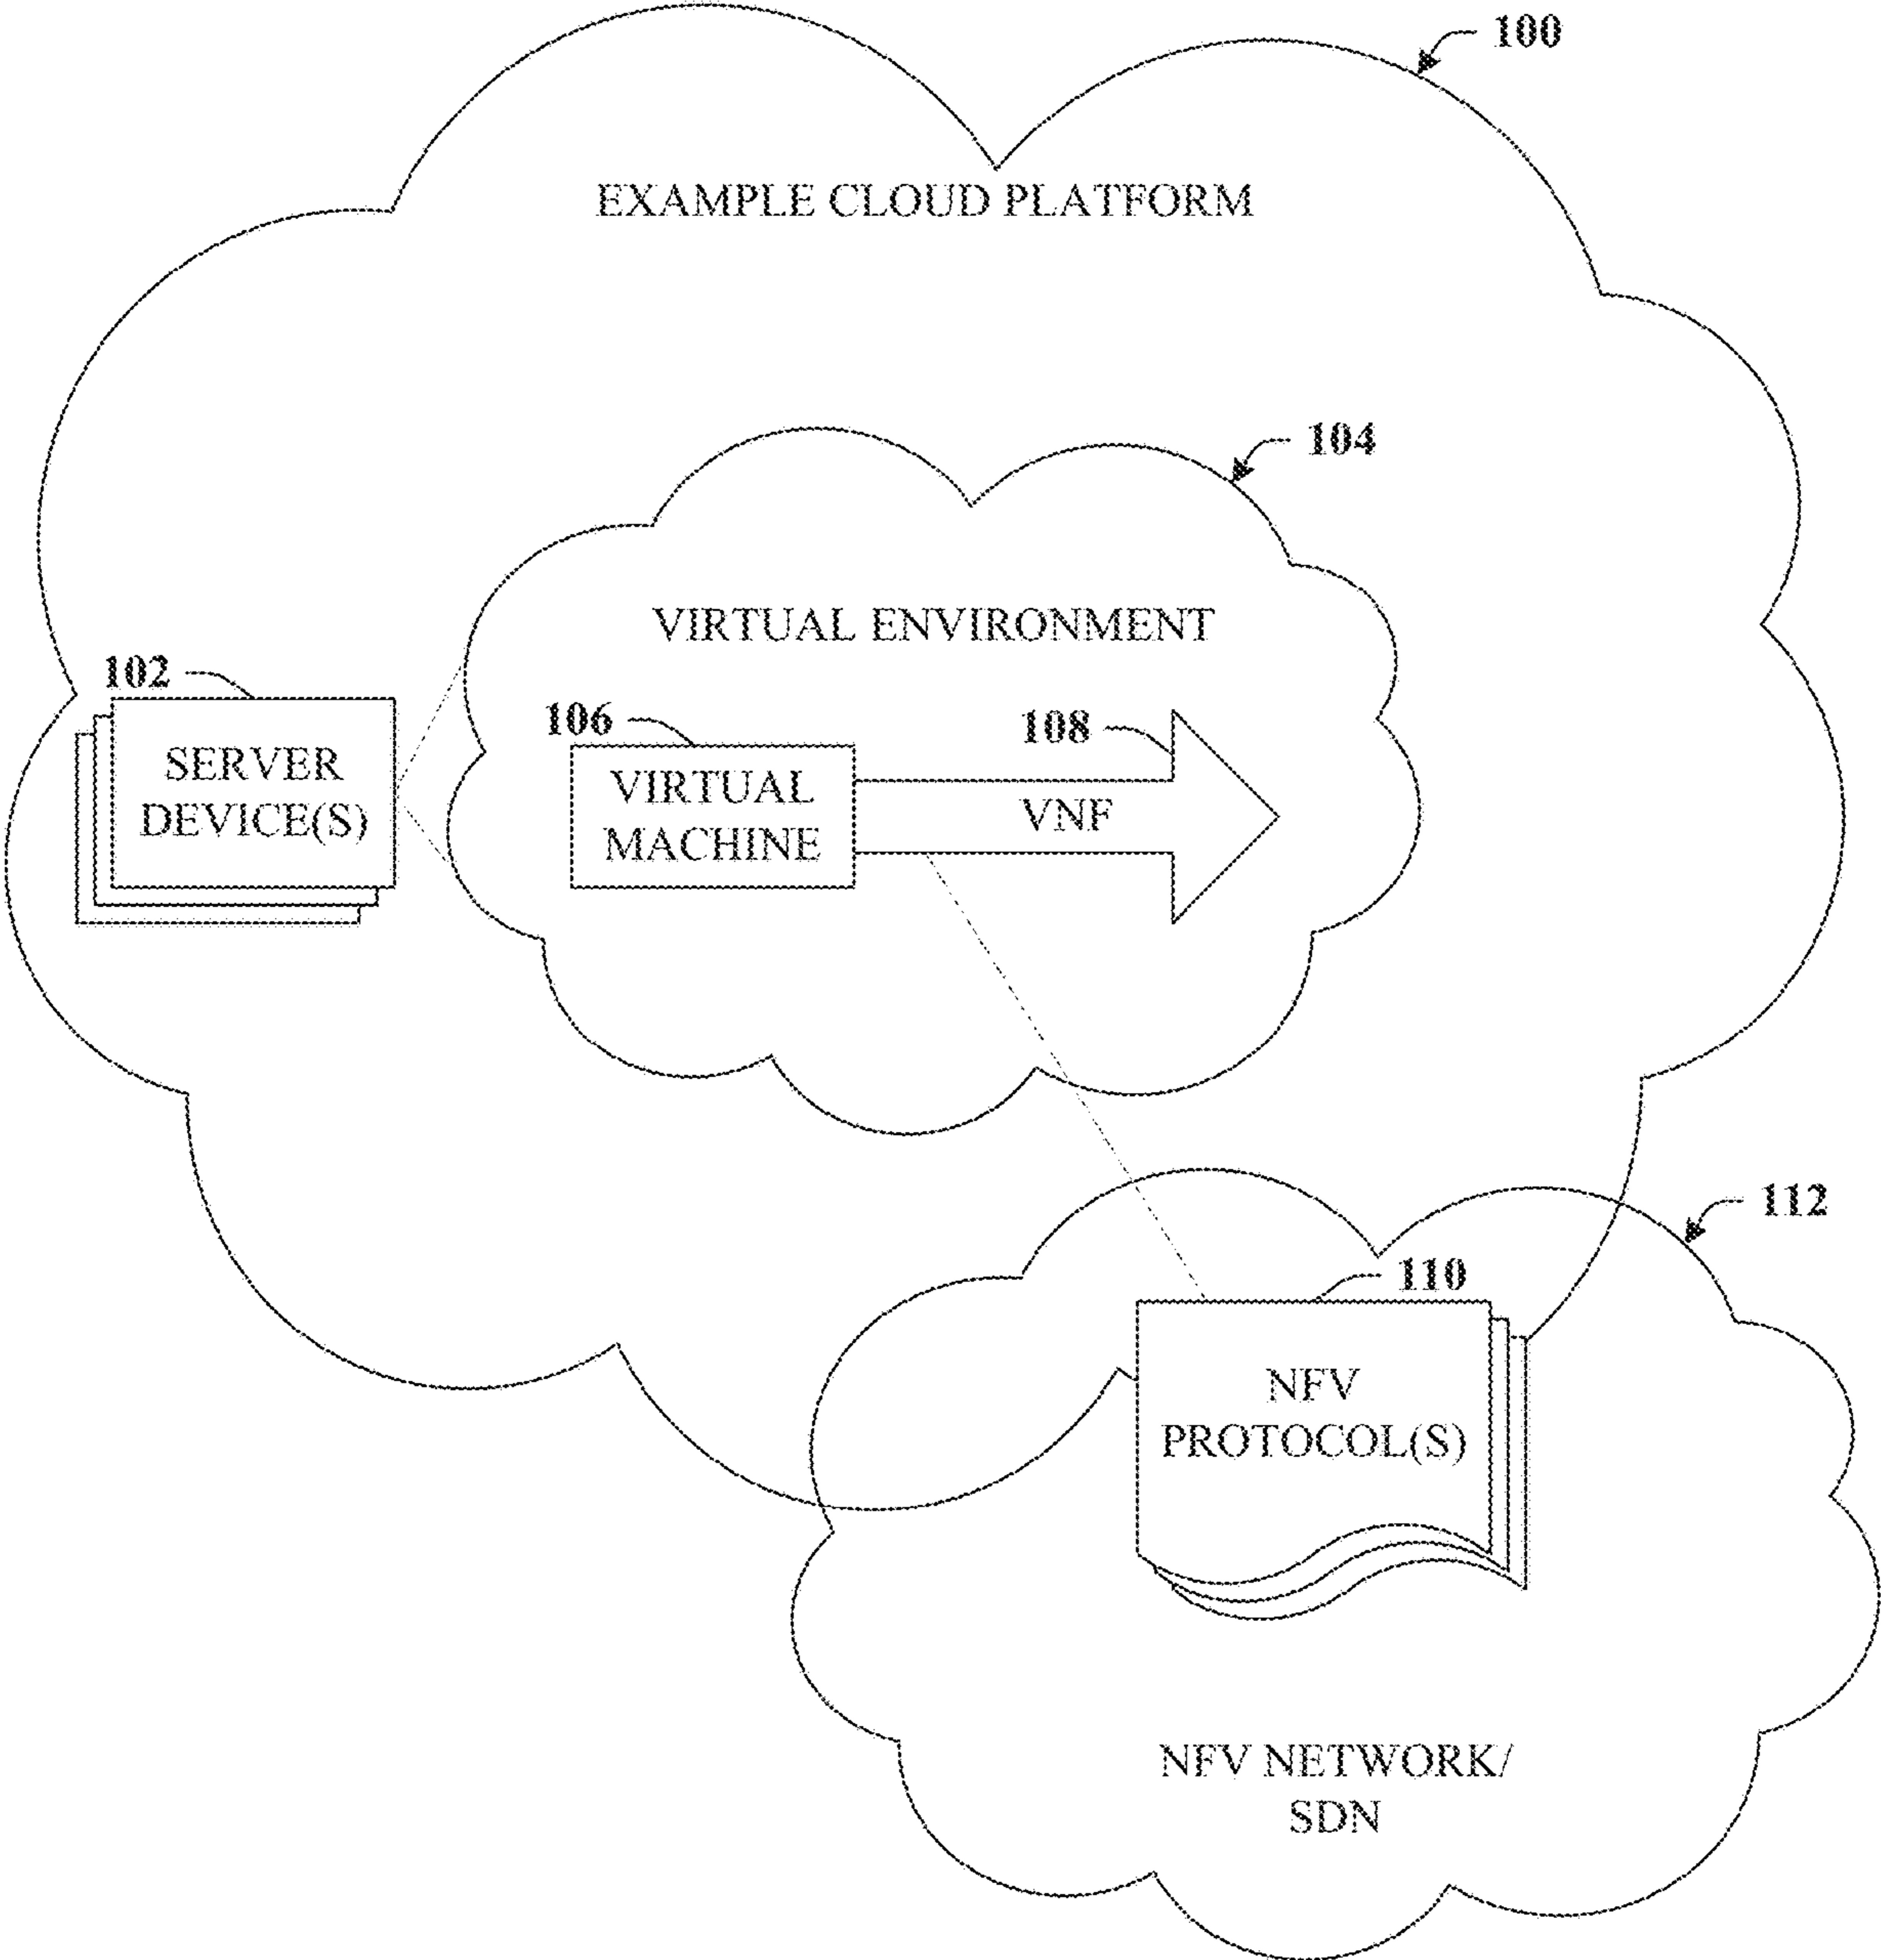 100
EXAMPLE CLOUD PLATFORM
104
VIRTUAL ENVIRONMENT
102
SERVER
DEVICE(S)
106
VIRTUAL
MACHINE
108
VNF
112
110
NFV
PROTOCOL(S)
NFV NETWORK/
SDN